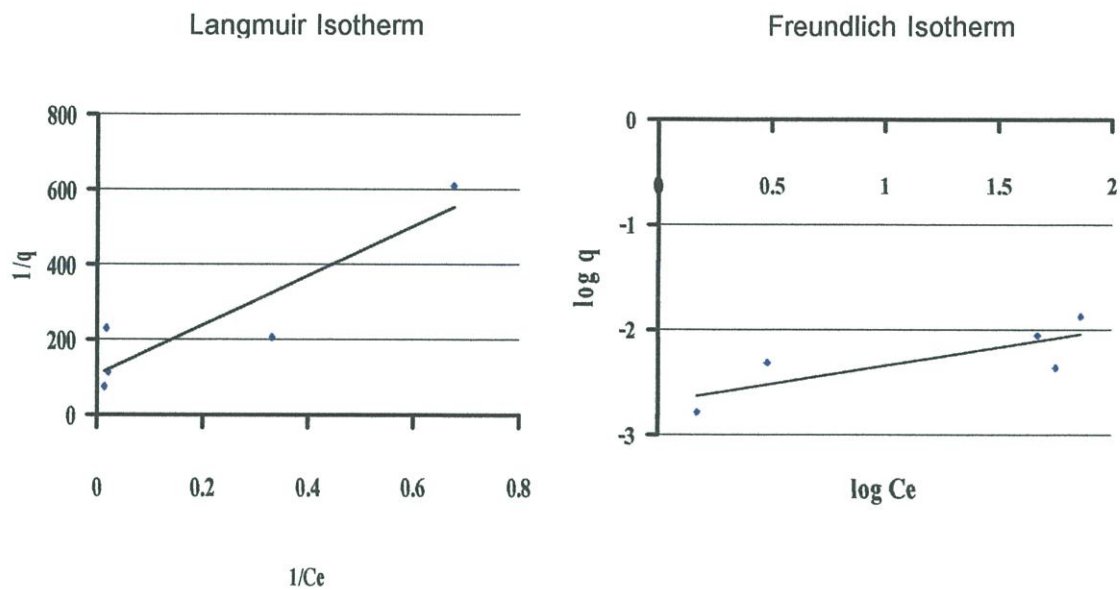 Langmuir Isotherm
800
600
400
200
0
1/q
0 0.2 0.4 0.6 0.8
1/Ce
Freundlich Isotherm
0
-1
-2
-3
log q
0 0.5 1 1.5 2
log Ce